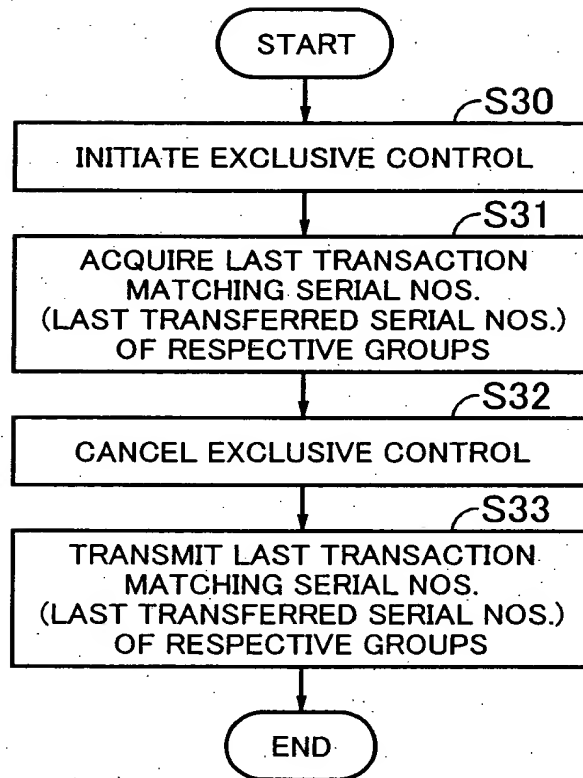 START
S30
INITIATE EXCLUSIVE CONTROL
S31
ACQUIRE LAST TRANSACTION
MATCHING SERIAL NOS.
(LAST TRANSFERRED SERIAL NOS.)
OF RESPECTIVE GROUPS
S32
CANCEL EXCLUSIVE CONTROL
S33
TRANSMIT LAST TRANSACTION
MATCHING SERIAL NOS.
(LAST TRANSFERRED SERIAL NOS.)
OF RESPECTIVE GROUPS
END